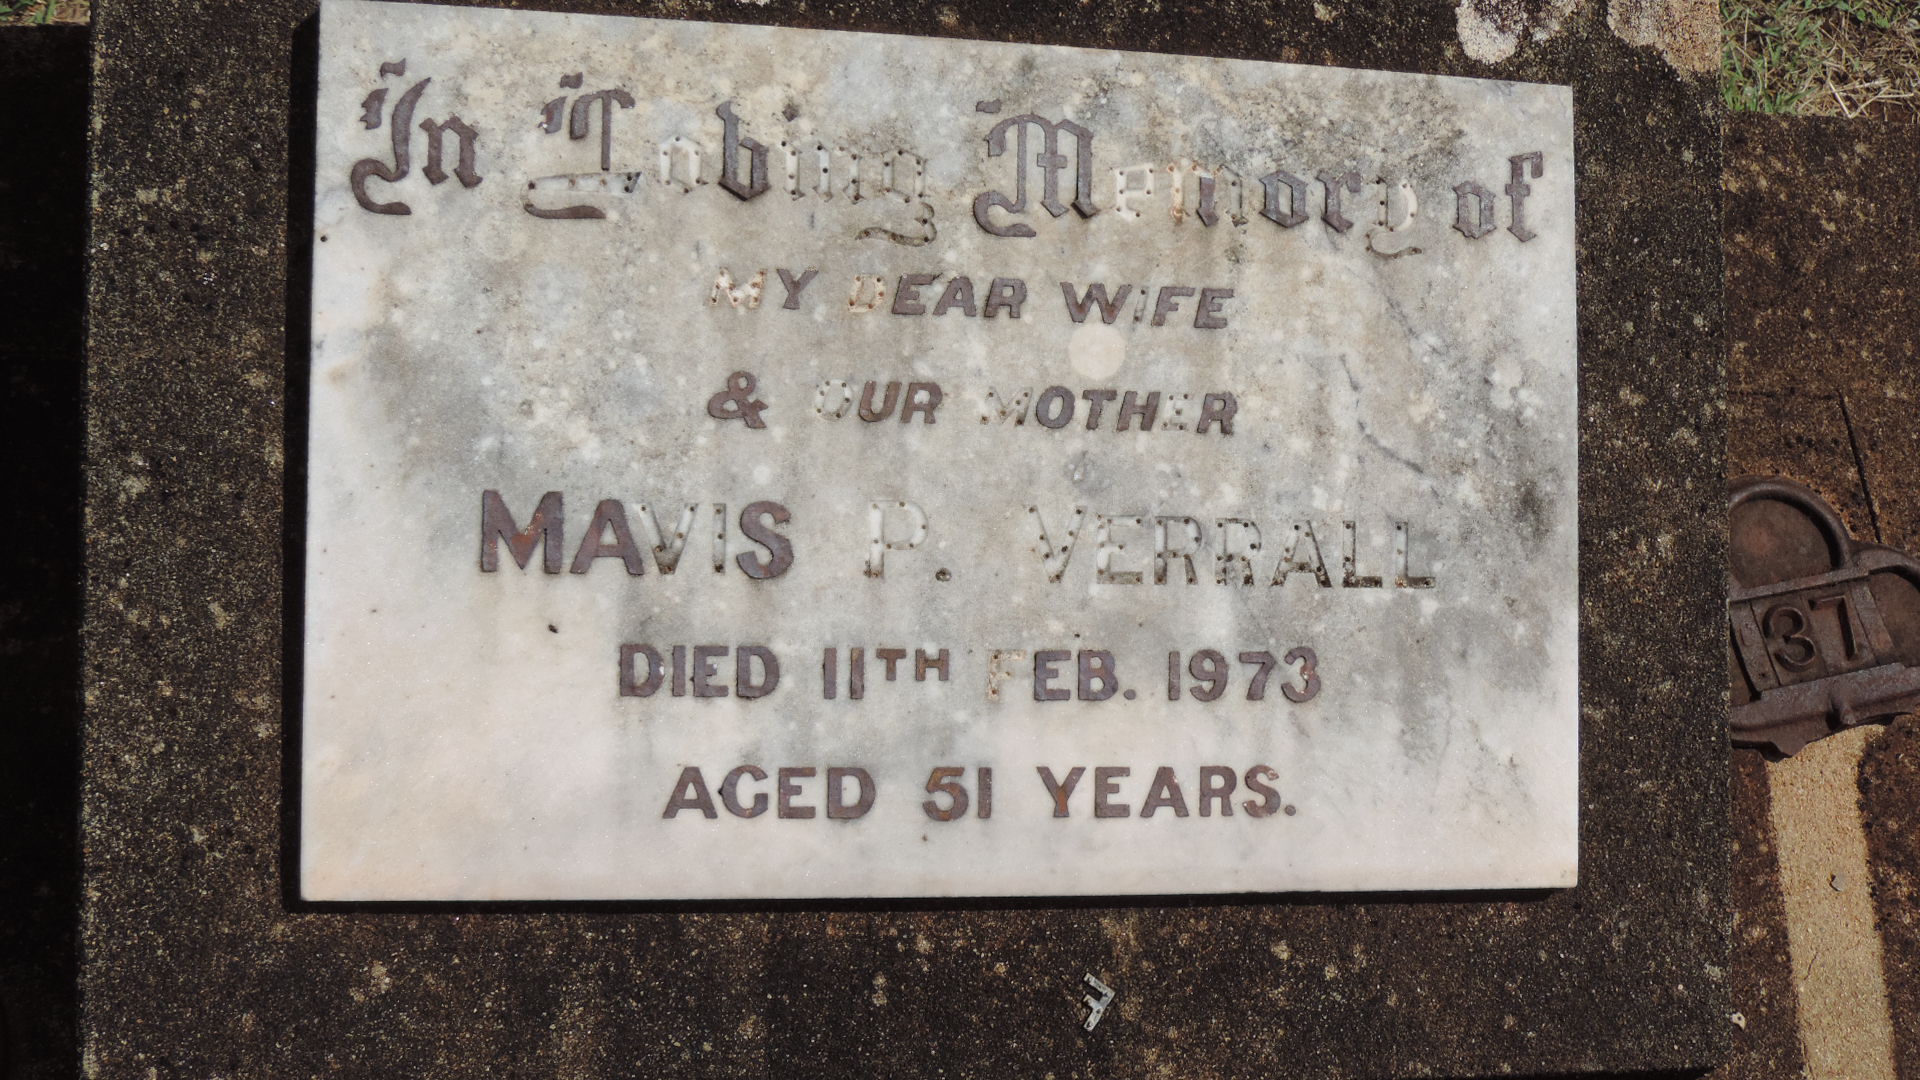 In Loving Memory of
MY DEAR WIFE
& OUR MOTHER
MAVIS P. VERRALL
DIED 11TH FEB. 1973
AGED 51 YEARS.
37
F